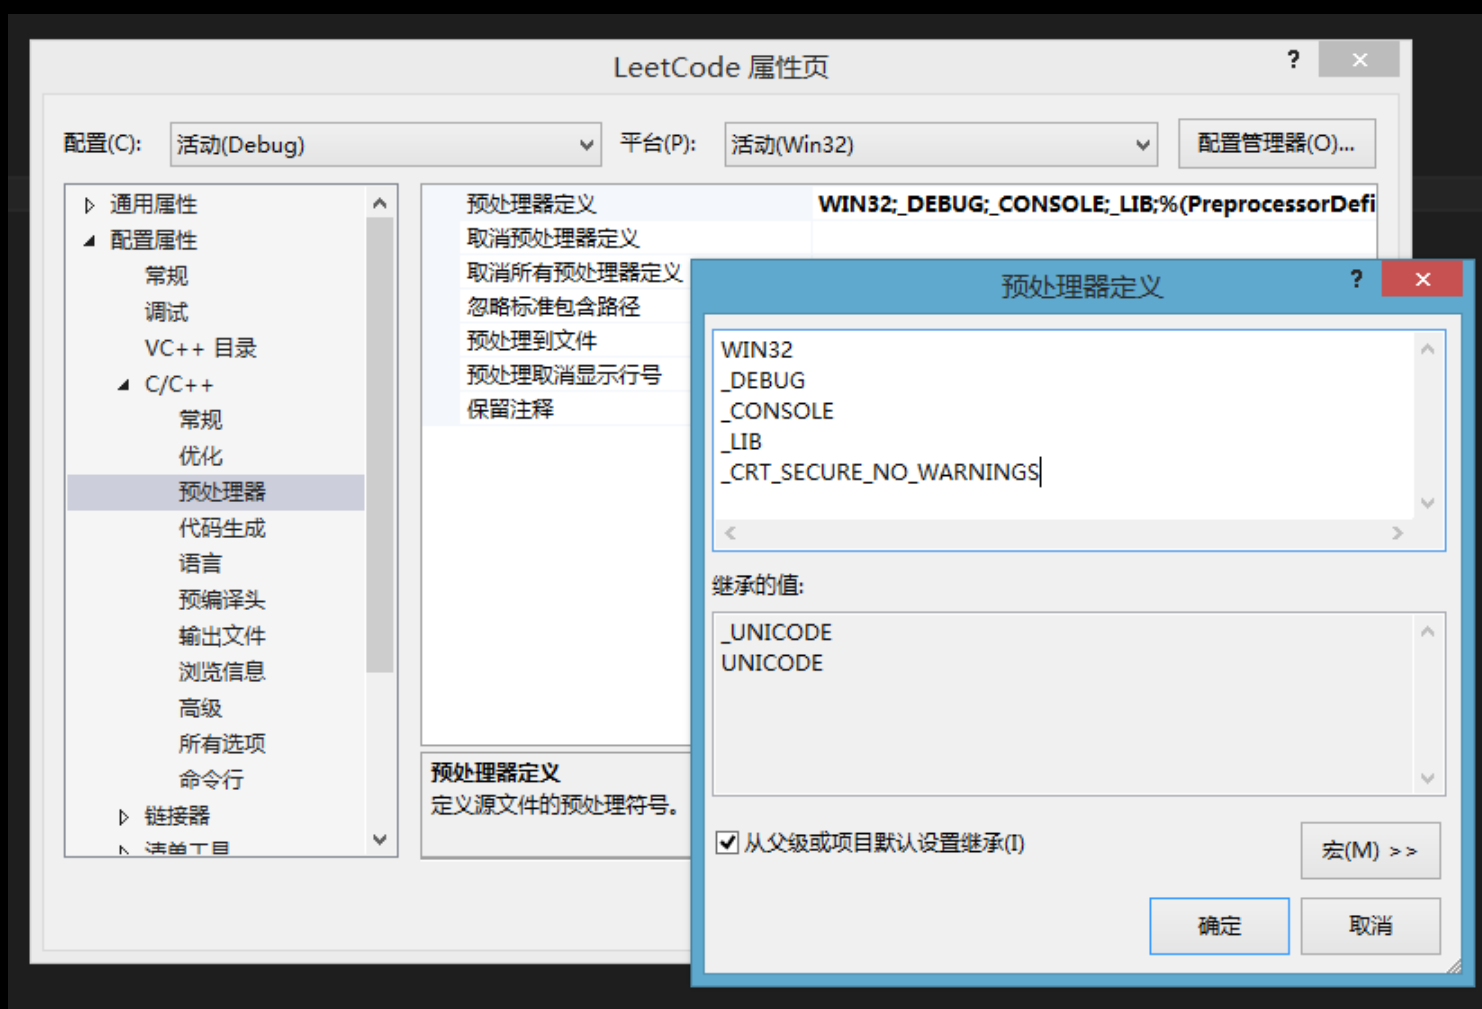 LeetCode 属性页
?
配置(C):
活动(Debug)
平台(P):
活动(Win32)
配置管理器(O)...
通用属性
配置属性
常规
调试
VC++ 目录
C/C++
常规
优化
预处理器
代码生成
语言
预编译头
输出文件
浏览信息
高级
所有选项
命令行
链接器
清单工具
预处理器定义
WIN32;_DEBUG;_CONSOLE;_LIB;%(PreprocessorDefi
取消预处理器定义
取消所有预处理器定义
忽略标准包含路径
预处理到文件
预处理取消显示行号
保留注释
预处理器定义
定义源文件的预处理符号。
预处理器定义
?
WIN32
_DEBUG
_CONSOLE
_LIB
_CRT_SECURE_NO_WARNINGS
继承的值:
_UNICODE
UNICODE
从父级或项目默认设置继承(I)
宏(M) >>
确定
取消